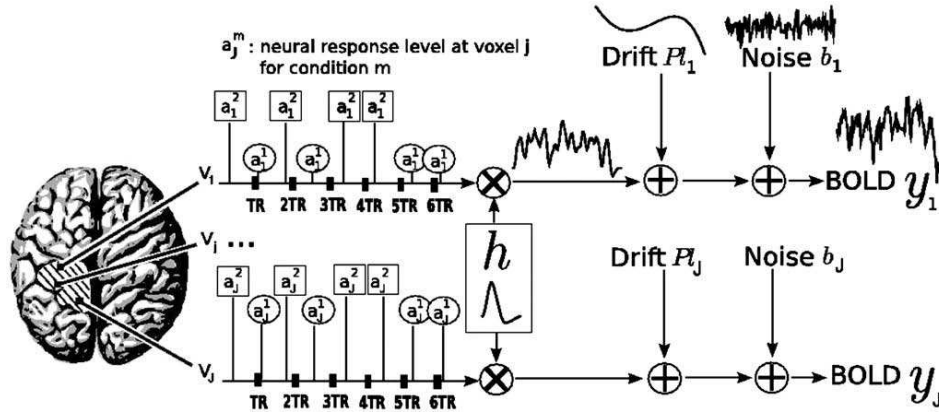 a_J^m : neural response level at voxel j
for condition m
Drift Pl_1
Noise b_1
a_1^2 a_1^2 a_1^2 a_1^2
a_1^1 a_1^1 a_1^1 a_1^1
V_1
TR 2TR 3TR 4TR 5TR 6TR
BOLD y_1
V_j ...
h
Drift Pl_J
Noise b_J
a_J^2 a_J^2 a_J^2 a_J^2
a_J^1 a_J^1 a_J^1 a_J^1
V_J
TR 2TR 3TR 4TR 5TR 6TR
BOLD y_J